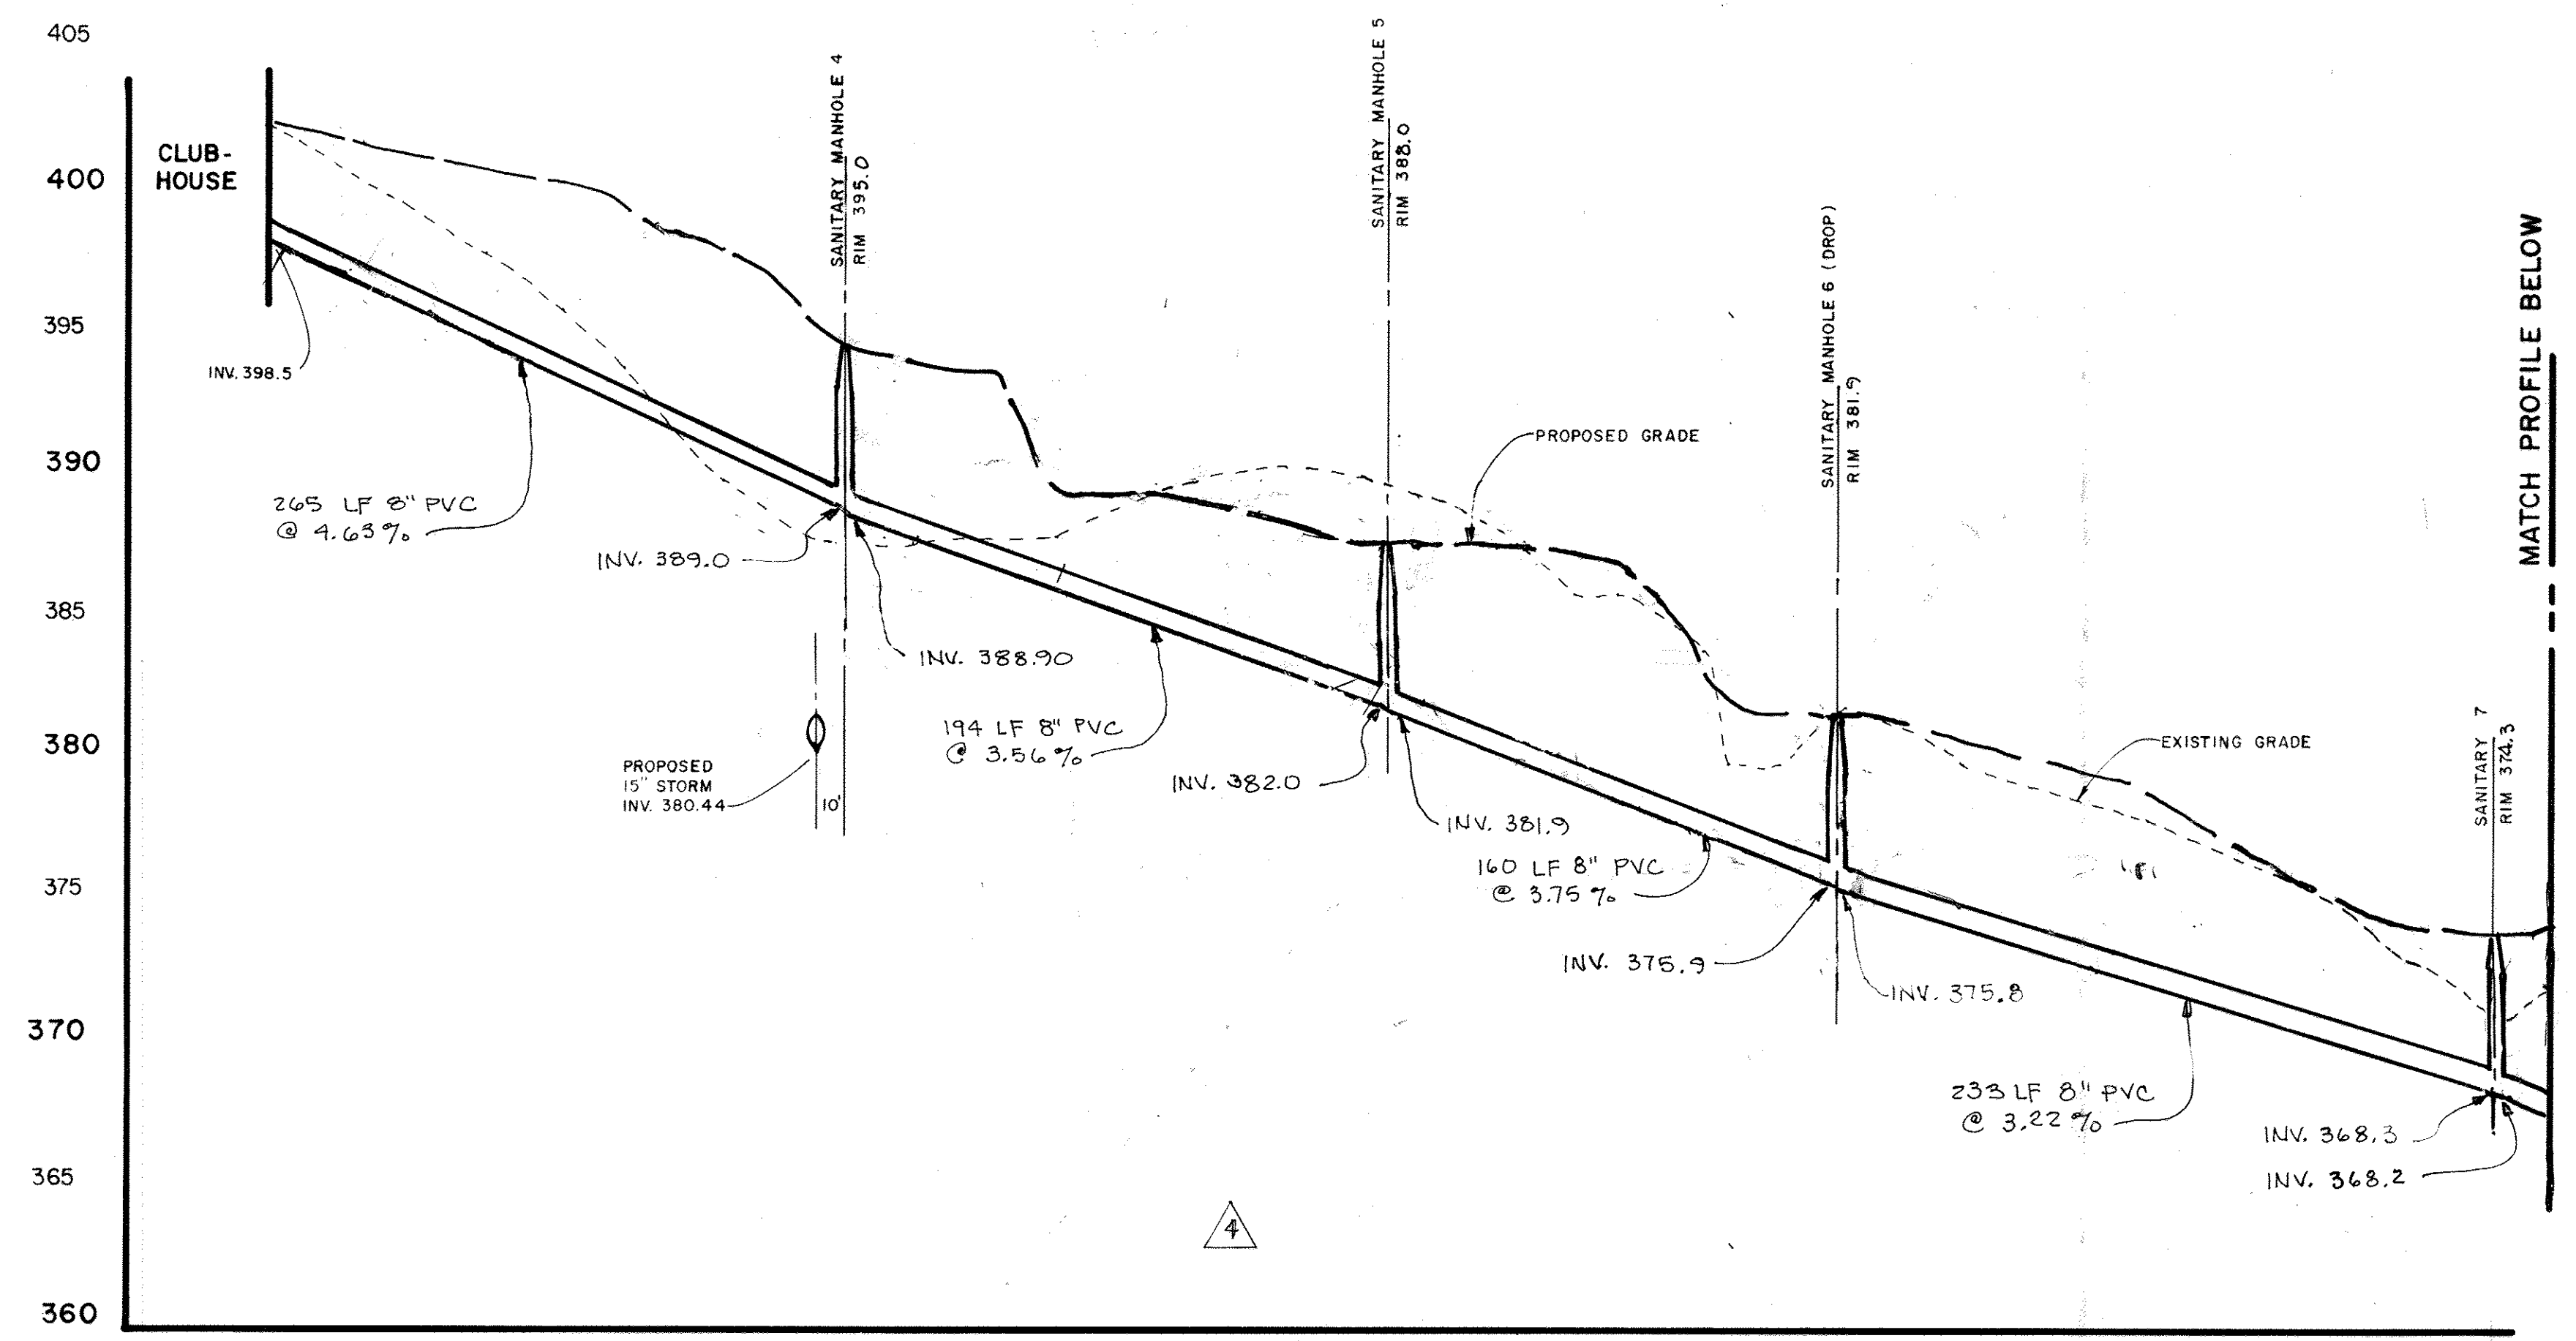 405
400
395
390
385
380
375
370
365
360
CLUB-
HOUSE
INV. 398.5
265 LF 8" PVC
@ 4.63%
INV. 389.0
SANITARY MANHOLE 4
RIM 395.0
INV. 388.90
PROPOSED
15" STORM
INV. 380.44
10'
194 LF 8" PVC
@ 3.56%
INV. 382.0
SANITARY MANHOLE 5
RIM 388.0
INV. 381.9
PROPOSED GRADE
160 LF 8" PVC
@ 3.75%
INV. 375.9
SANITARY MANHOLE 6 (DROP)
RIM 381.9
INV. 375.8
EXISTING GRADE
233 LF 8" PVC
@ 3.22%
INV. 368.3
INV. 368.2
SANITARY 7
RIM 374.3
MATCH PROFILE BELOW
4